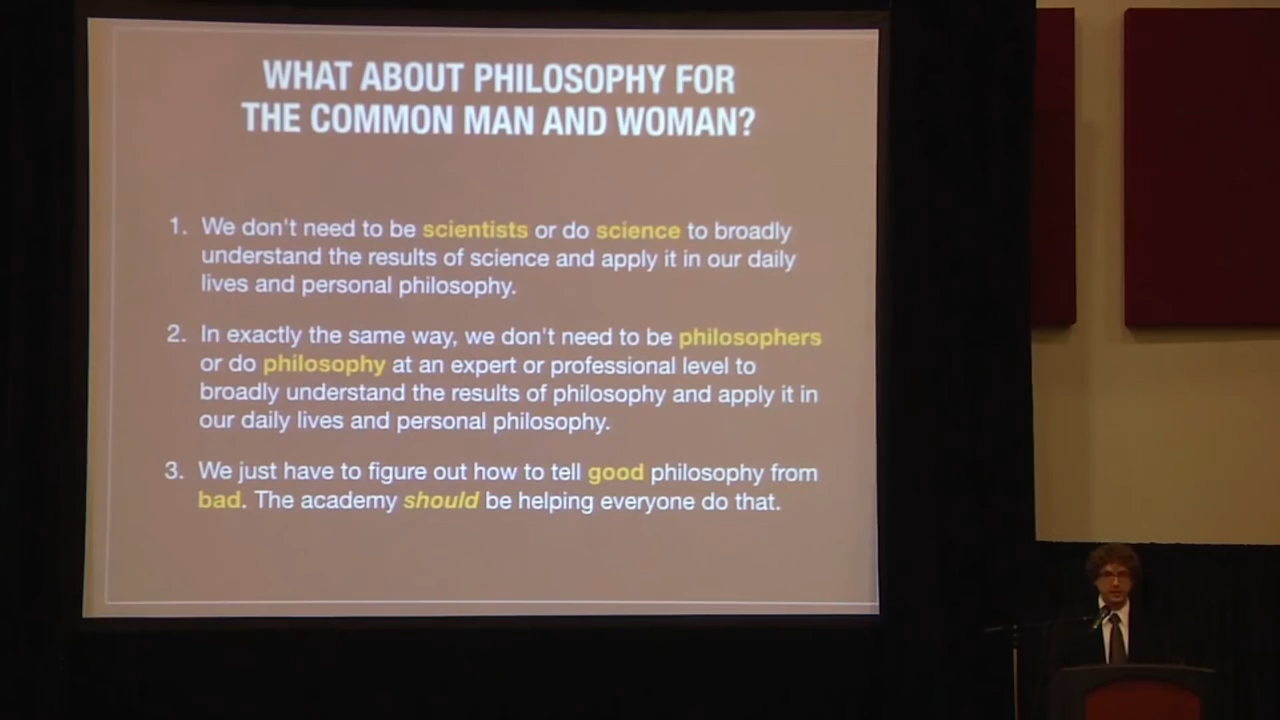 WHAT ABOUT PHILOSOPHY FOR
THE COMMON MAN AND WOMAN?
1. We don't need to be scientists or do science to broadly
understand the results of science and apply it in our daily
lives and personal philosophy.
2. In exactly the same way, we don't need to be philosophers
or do philosophy at an expert or professional level to
broadly understand the results of philosophy and apply it in
our daily lives and personal philosophy.
3. We just have to figure out how to tell good philosophy from
bad. The academy should be helping everyone do that.